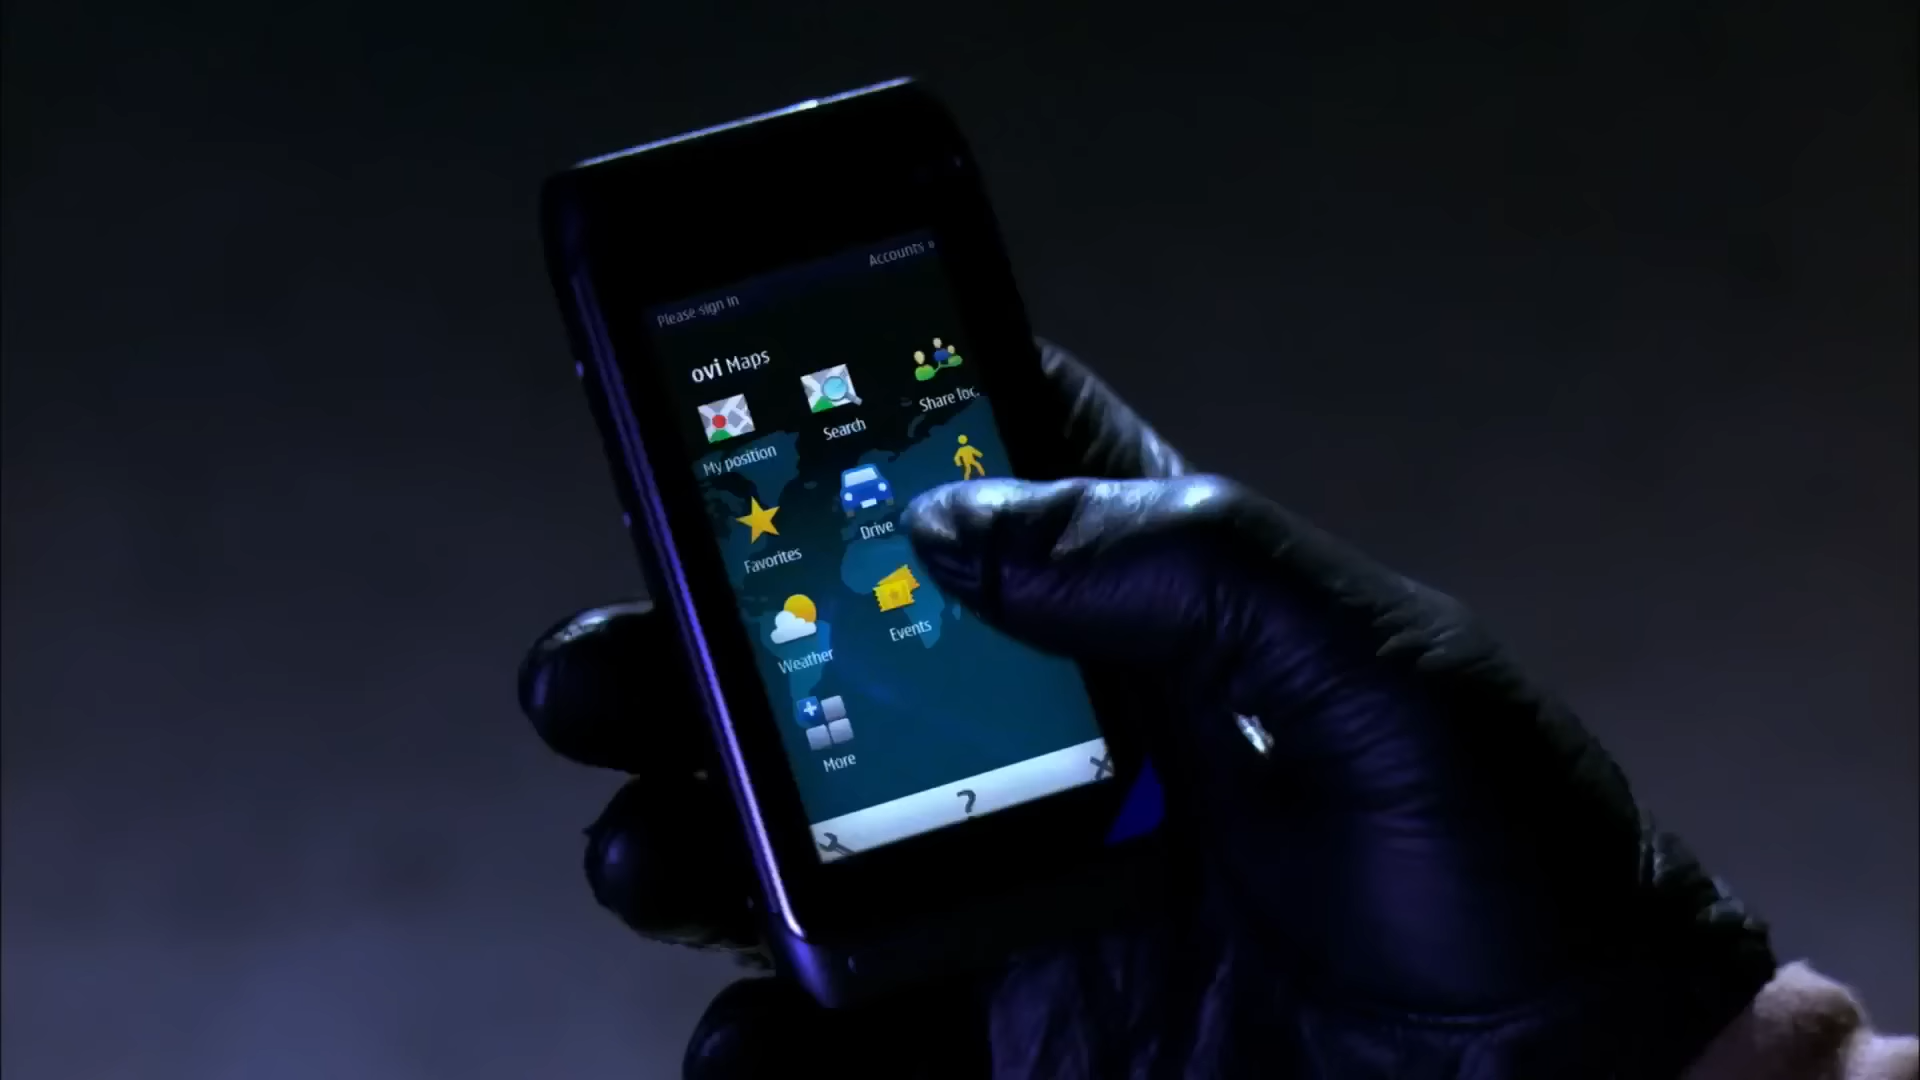 Accounts »
Please sign in
ovi Maps
My position
Search
Share loc.
Favorites
Drive
Weather
Events
More
?